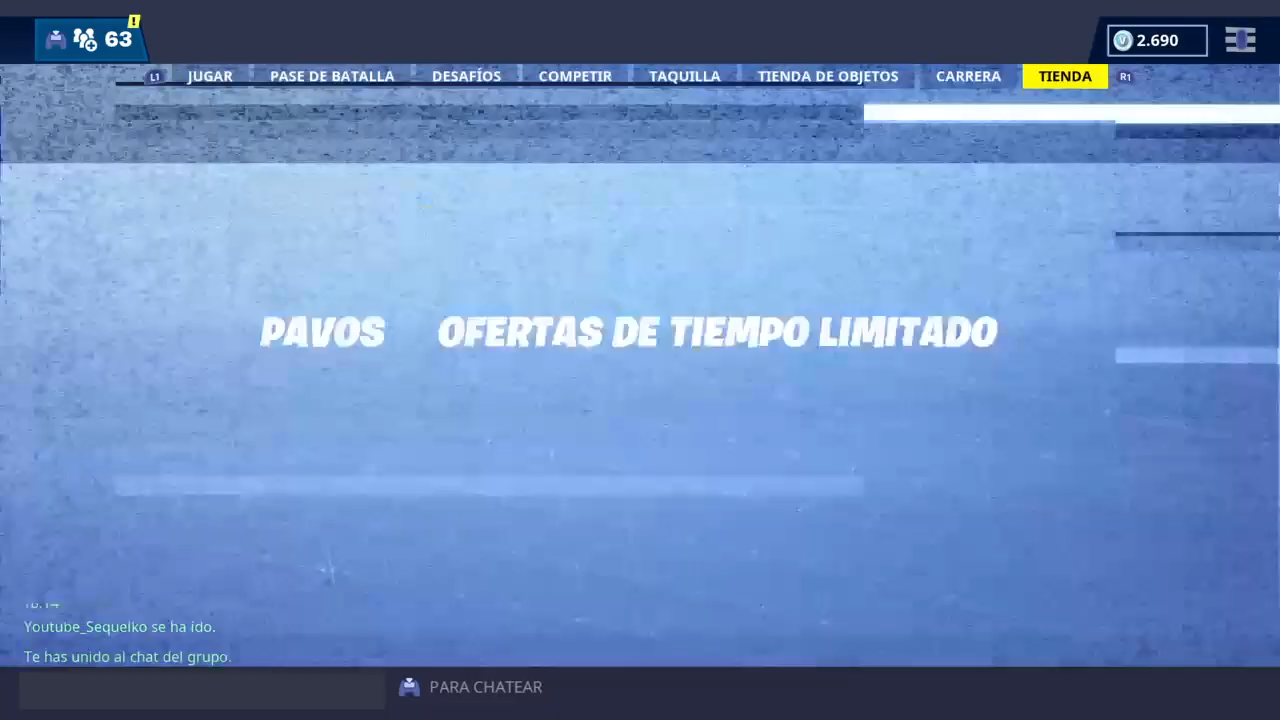 !
63
2.690
L1 JUGAR PASE DE BATALLA DESAFÍOS COMPETIR TAQUILLA TIENDA DE OBJETOS CARRERA TIENDA R1
PAVOS OFERTAS DE TIEMPO LIMITADO
Youtube_Sequeiko se ha ido.
Te has unido al chat del grupo.
PARA CHATEAR